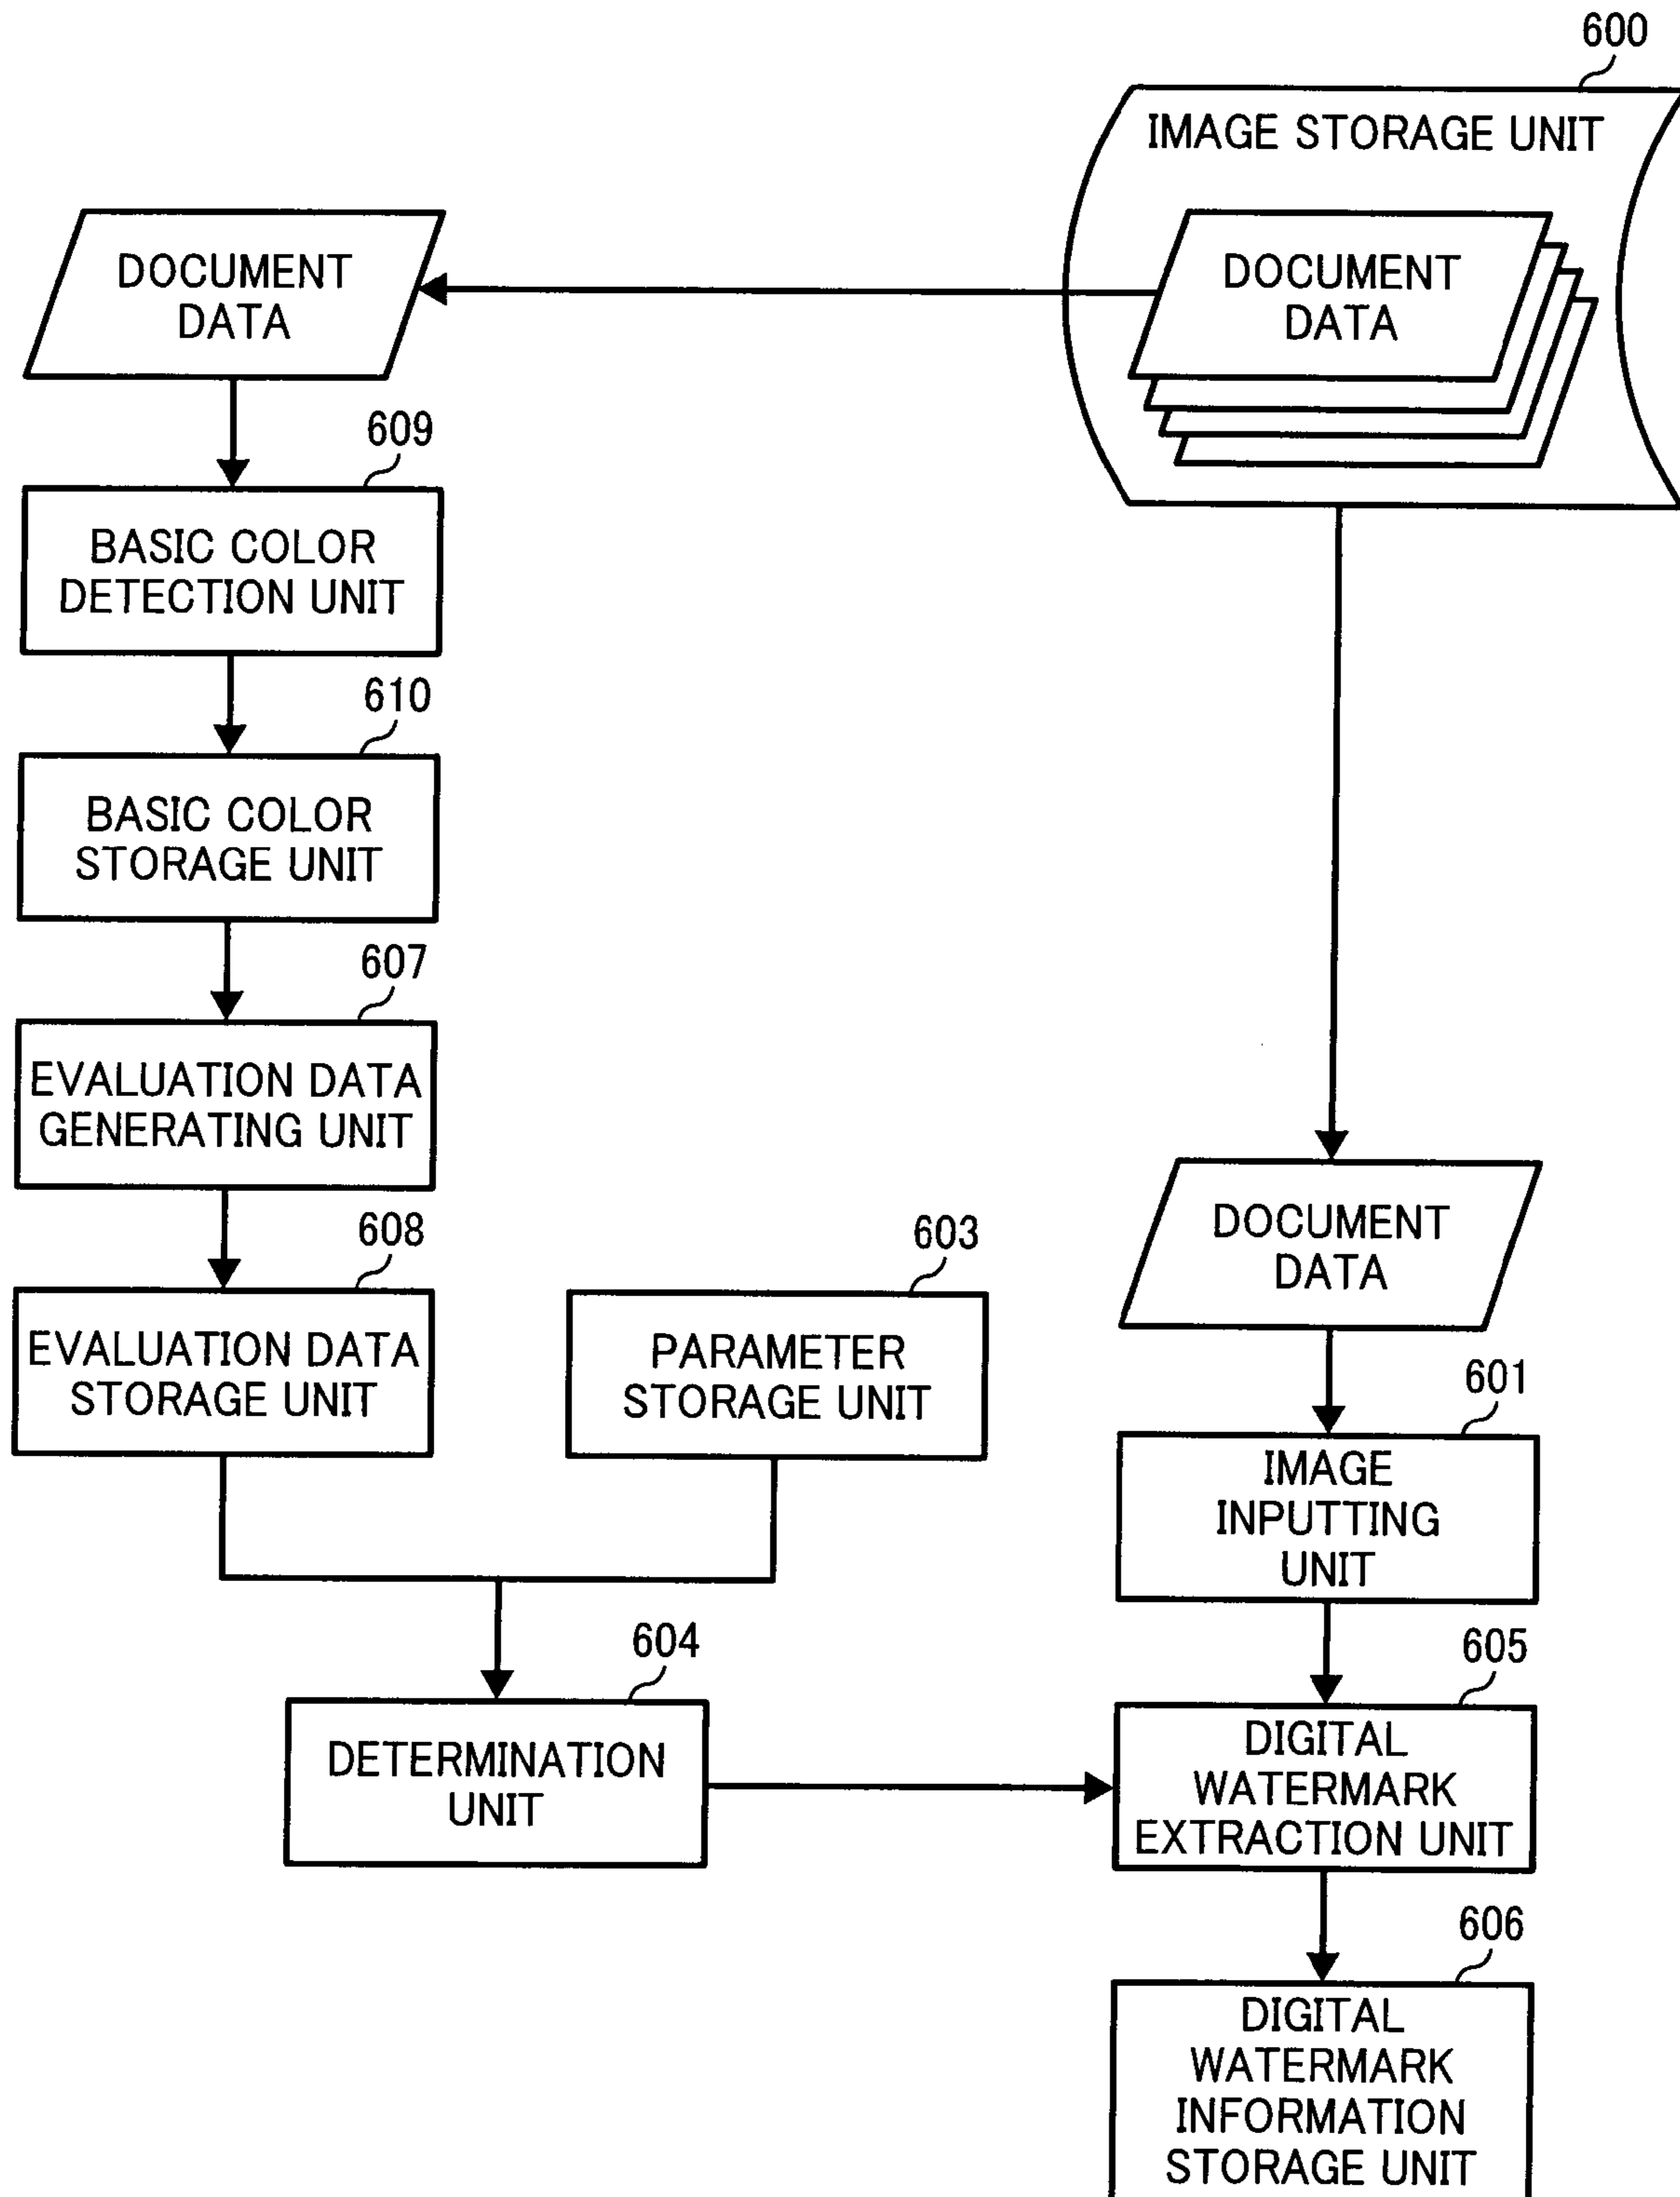 600
IMAGE STORAGE UNIT
DOCUMENT
DATA
DOCUMENT
DATA
609
BASIC COLOR
DETECTION UNIT
610
BASIC COLOR
STORAGE UNIT
607
EVALUATION DATA
GENERATING UNIT
608
EVALUATION DATA
STORAGE UNIT
603
PARAMETER
STORAGE UNIT
DOCUMENT
DATA
601
IMAGE
INPUTTING
UNIT
604
DETERMINATION
UNIT
605
DIGITAL
WATERMARK
EXTRACTION UNIT
606
DIGITAL
WATERMARK
INFORMATION
STORAGE UNIT